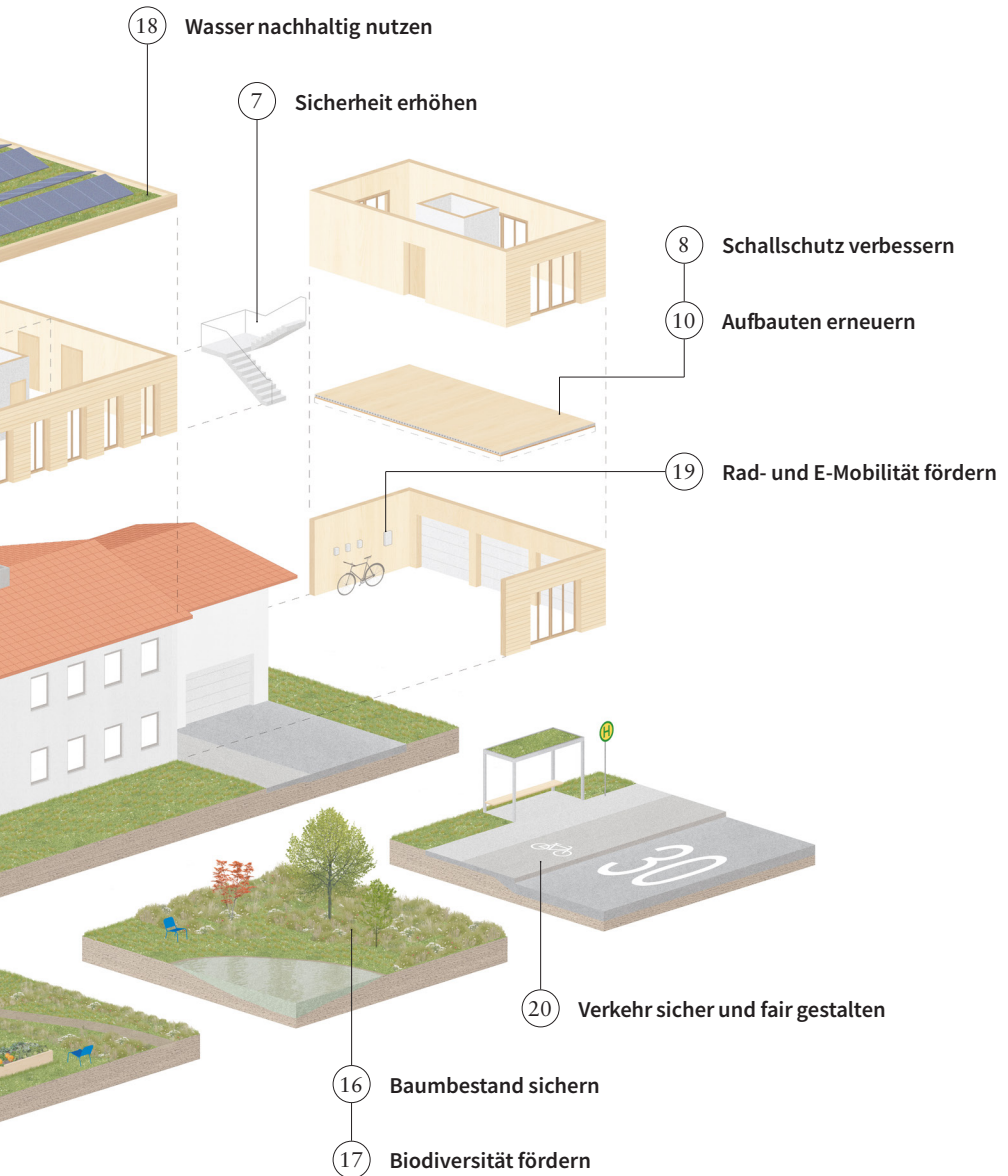 18 Wasser nachhaltig nutzen
7 Sicherheit erhöhen
8 Schallschutz verbessern
10 Aufbauten erneuern
19 Rad- und E-Mobilität fördern
H
30
20 Verkehr sicher und fair gestalten
16 Baumbestand sichern
17 Biodiversität fördern